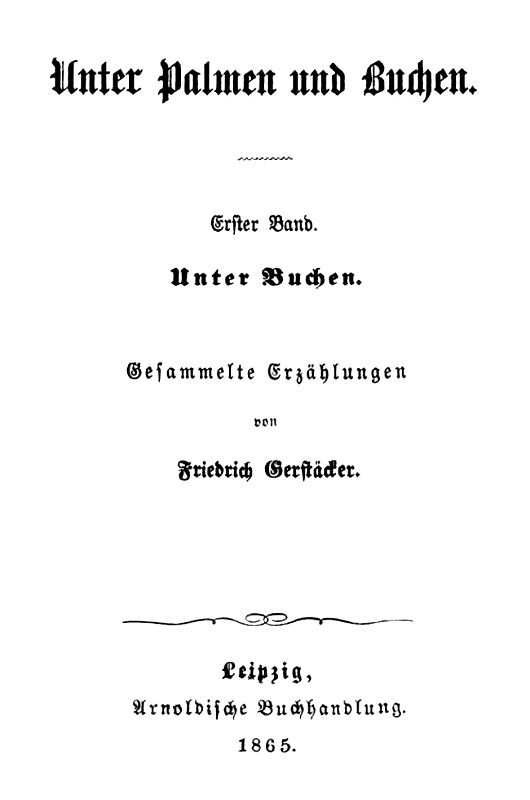 Unter Palmen und Buchen.
Erster Band.
Unter Buchen.
Gesammelte Erzählungen
von
Friedrich Gerstäcker.
Leipzig,
Arnoldische Buchhandlung.
1865.